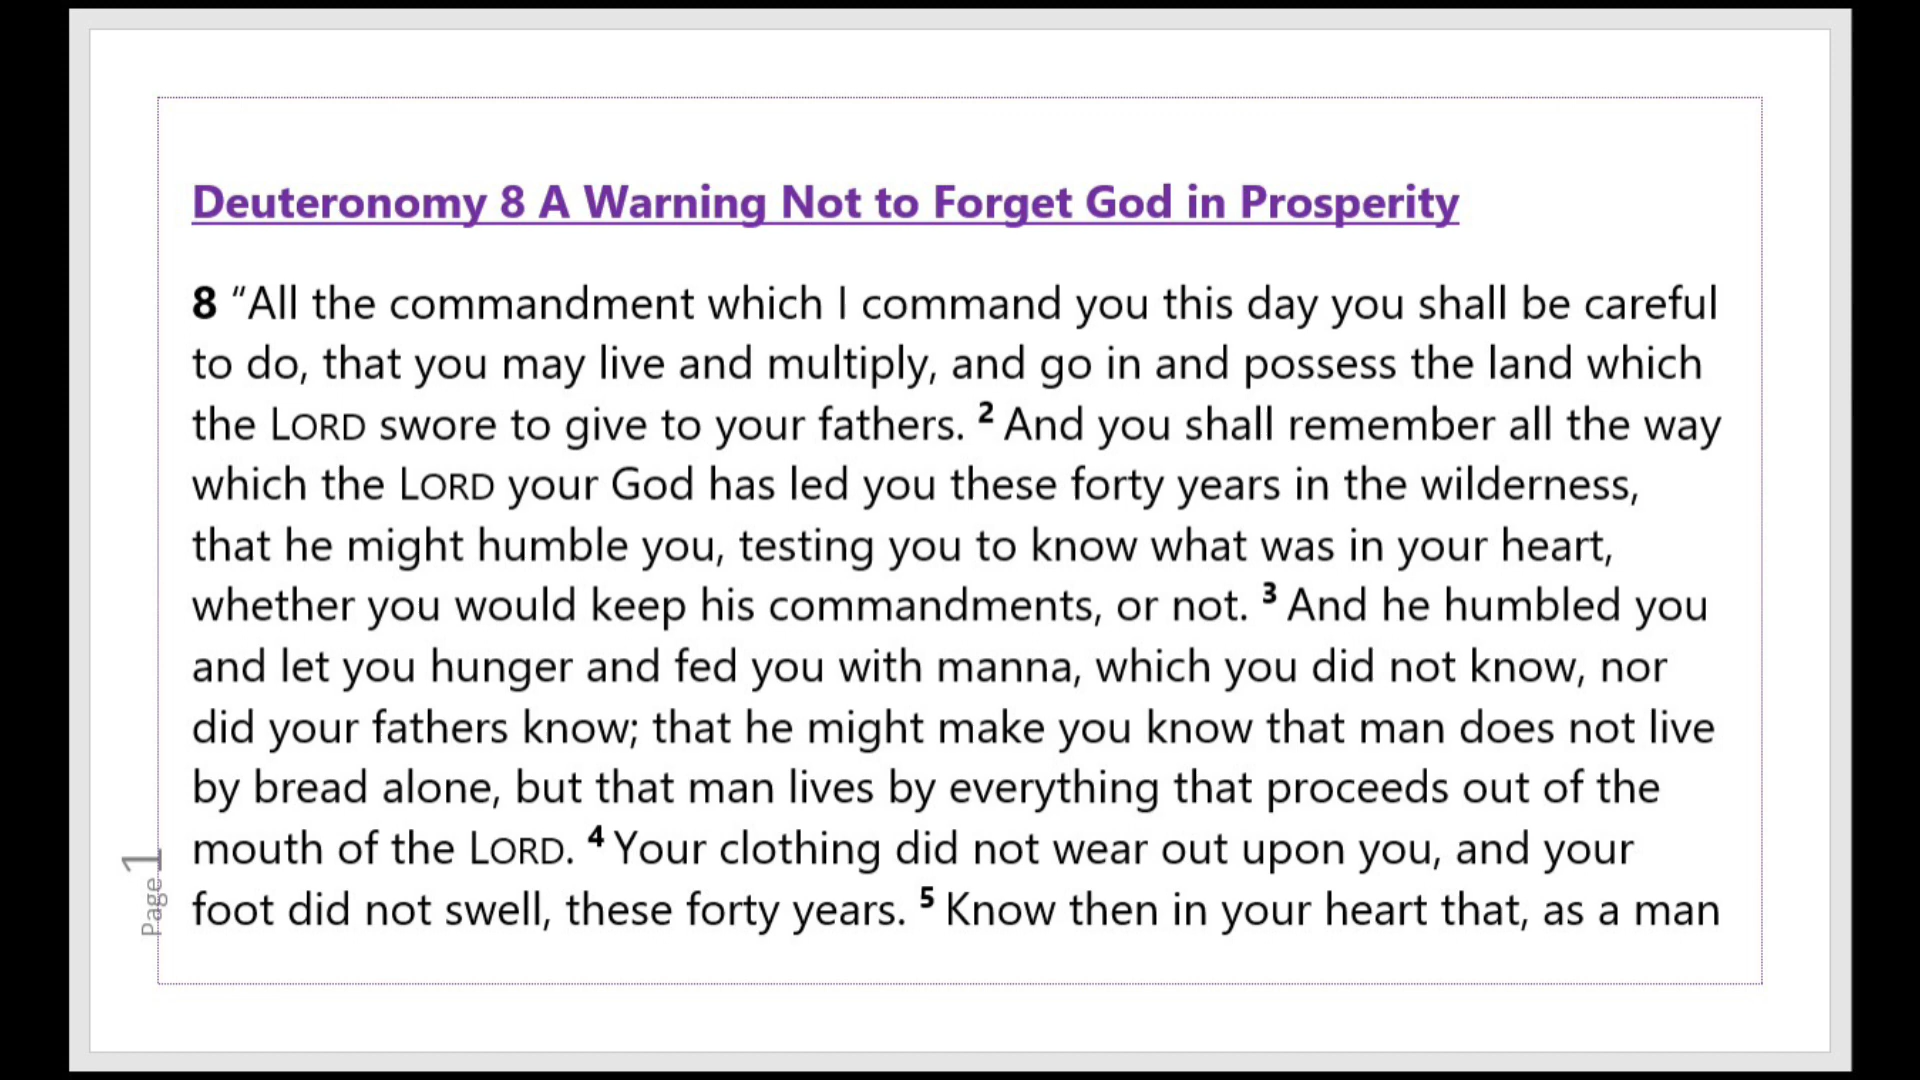 Deuteronomy 8 A Warning Not to Forget God in Prosperity
8 “All the commandment which I command you this day you shall be careful
to do, that you may live and multiply, and go in and possess the land which
the LORD swore to give to your fathers. 2 And you shall remember all the way
which the LORD your God has led you these forty years in the wilderness,
that he might humble you, testing you to know what was in your heart,
whether you would keep his commandments, or not. 3 And he humbled you
and let you hunger and fed you with manna, which you did not know, nor
did your fathers know; that he might make you know that man does not live
by bread alone, but that man lives by everything that proceeds out of the
mouth of the LORD. 4 Your clothing did not wear out upon you, and your
foot did not swell, these forty years. 5 Know then in your heart that, as a man
Page 1